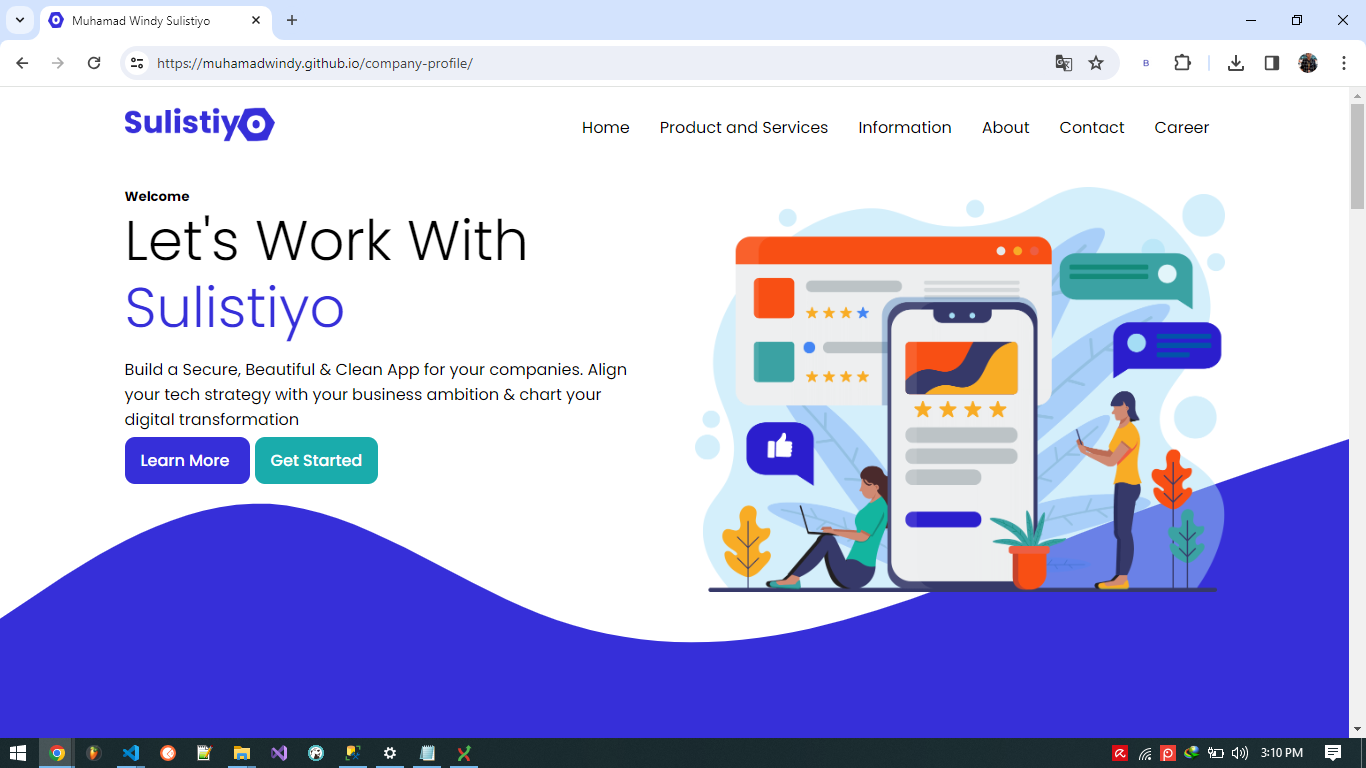 Muhamad Windy Sulistiyo
https://muhamadwindy.github.io/company-profile/
B
Sulistiyo
Home Product and Services Information About Contact Career
Welcome
Let's Work With
Sulistiyo
Build a Secure, Beautiful & Clean App for your companies. Align
your tech strategy with your business ambition & chart your
digital transformation
Learn More Get Started
3:10 PM